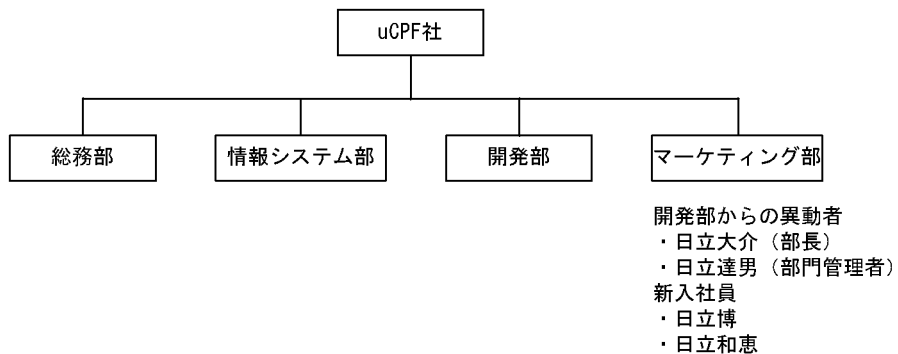 uCPF社
総務部
情報システム部
開発部
マーケティング部
開発部からの異動者
・日立大介（部長）
・日立達男（部門管理者）
新入社員
・日立博
・日立和恵